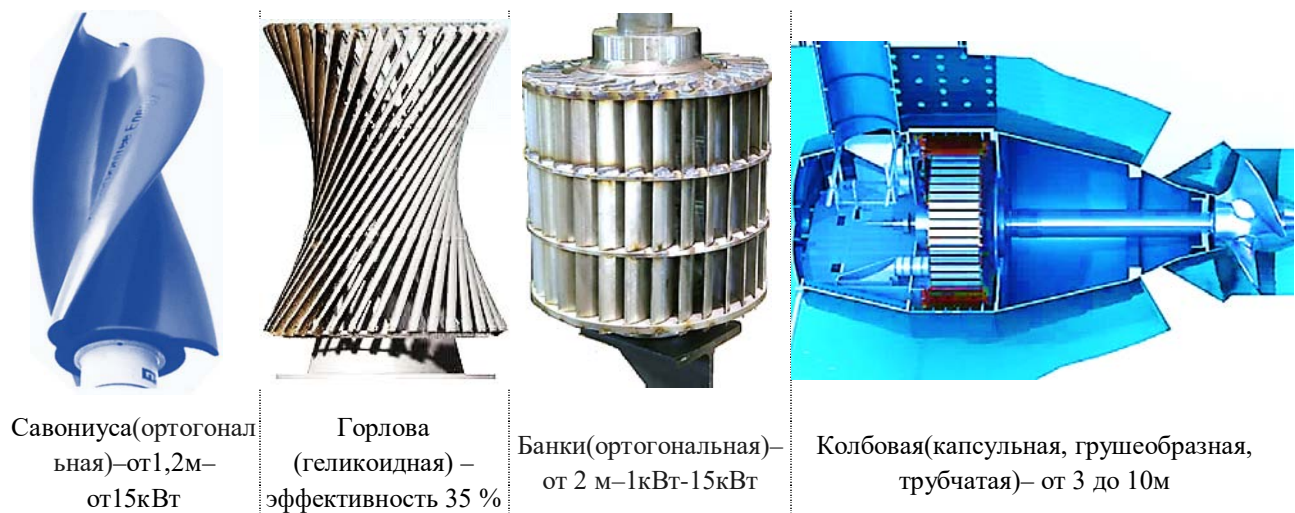 Савониуса(ортогонал
ьная)–от1,2м–
от15кВт
Горлова
(геликоидная) –
эффективность 35 %
Банки(ортогональная)–
от 2 м–1кВт-15кВт
Колбовая(капсульная, грушеобразная,
трубчатая)– от 3 до 10м